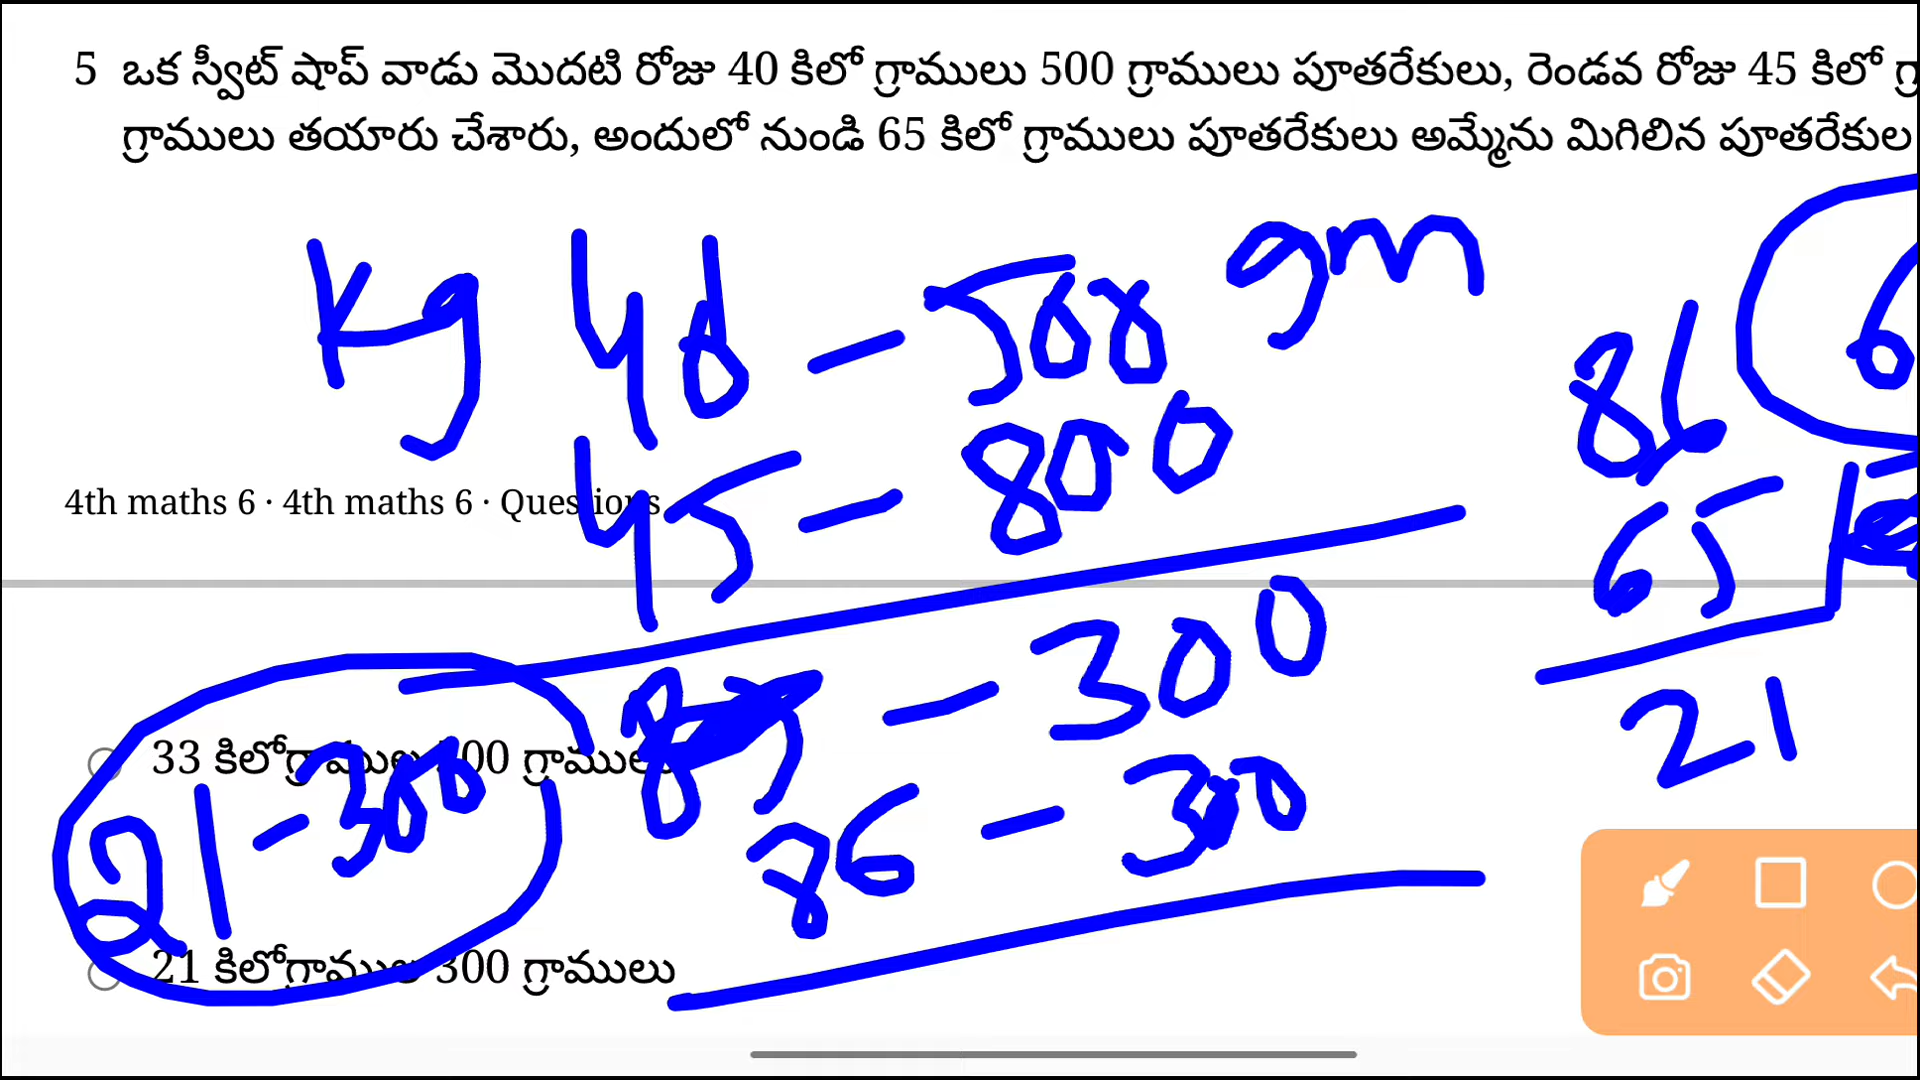 5 ఒక స్వీట్ షాప్ వాడు మొదటి రోజు 40 కిలో గ్రాములు 500 గ్రాములు పూతరేకులు, రెండవ రోజు 45 కిలో
గ్రాములు తయారు చేశారు, అందులో నుండి 65 కిలో గ్రాములు పూతరేకులు అమ్మేను మిగిలిన పూతరేకుల
Kg 40 - 500 gm
45 - 800
86
65
21
4th maths 6 · 4th maths 6 · Questions
- 300
86 - 300
33 కిలోగ్రాముల గ్రాములు
21 - 300
21 కిలోగ్రాముల 300 గ్రాములు